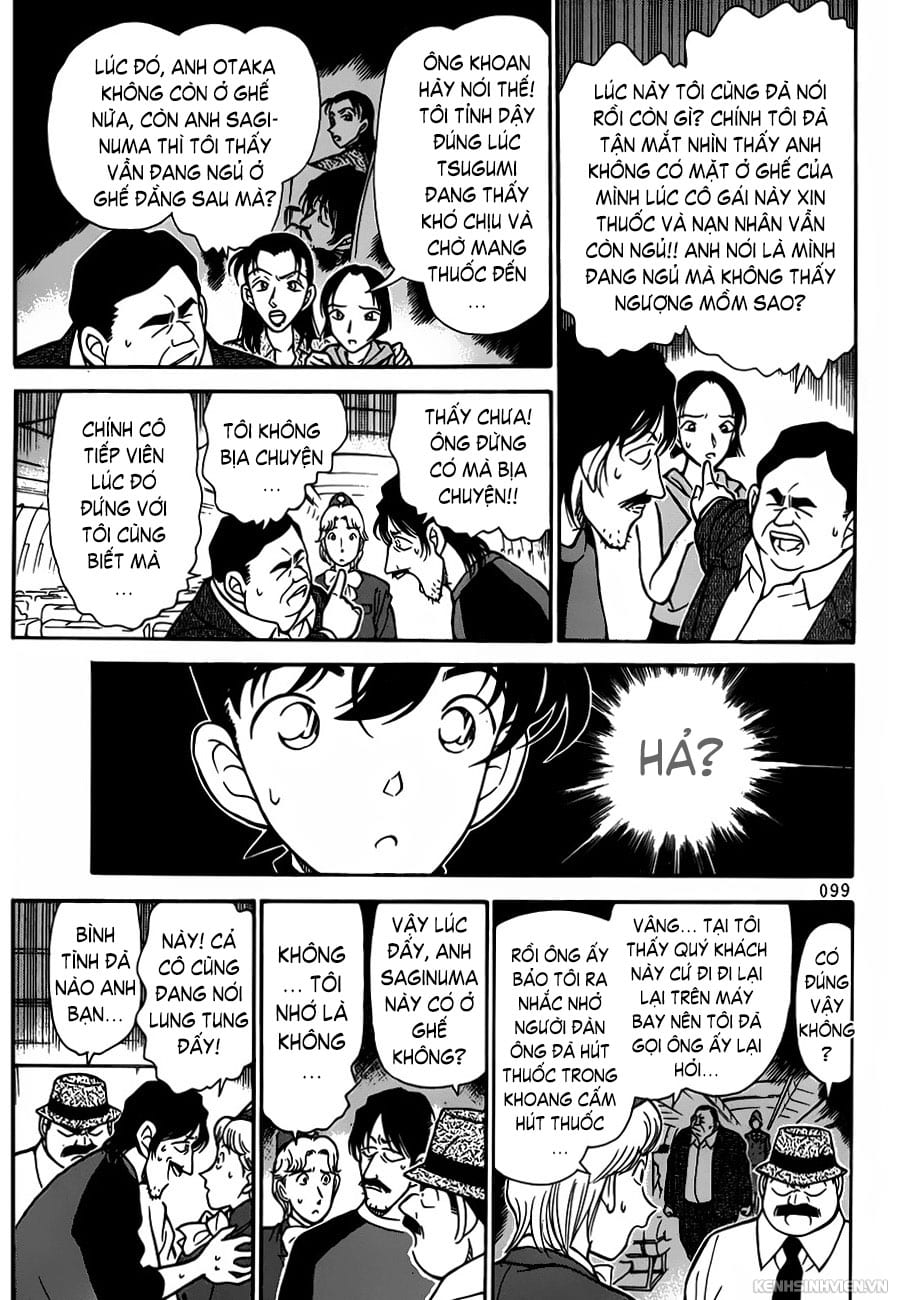 LÚC NÀY TÔI CŨNG ĐÃ NÓI
RỒI CÒN GÌ? CHÍNH TÔI ĐÃ
TẬN MẮT NHÌN THẤY ANH
KHÔNG CÓ MẶT Ở GHẾ CỦA
MÌNH LÚC CÔ GÁI NÀY XIN
THUỐC VÀ NẠN NHÂN VẪN
CÒN NGỦ!! ANH NÓI LÀ MÌNH
ĐANG NGỦ MÀ KHÔNG THẤY
NGƯỢNG MỒM SAO?
ÔNG KHOAN
HÃY NÓI THẾ!
TÔI TỈNH DẬY
ĐÚNG LÚC
TSUGUMI
ĐANG THẤY
KHÓ CHỊU VÀ
CHỜ MANG
THUỐC ĐẾN
...
LÚC ĐÓ, ANH OTAKA
KHÔNG CÒN Ở GHẾ
NỮA, CÒN ANH SAGI-
NUMA THÌ TÔI THẤY
VẪN ĐANG NGỦ Ở
GHẾ ĐẰNG SAU MÀ?
THẤY CHƯA!
ÔNG ĐỪNG
CÓ MÀ BỊA
CHUYỆN!!
TÔI KHÔNG
BỊA CHUYỆN
...
CHÍNH CÔ
TIẾP VIÊN
LÚC ĐÓ
ĐỨNG VỚI
TÔI CŨNG
BIẾT MÀ
...
HẢ?
099
CÓ
ĐÚNG
VẬY
KHÔNG
?
VÂNG... TẠI TÔI
THẤY QUÝ KHÁCH
NÀY CỨ ĐI ĐI LẠI
LẠI TRÊN MÁY
BAY NÊN TÔI ĐÃ
GỌI ÔNG ẤY LẠI
HỎI...
RỒI ÔNG ẤY
BẢO TÔI RA
NHẮC NHỞ
NGƯỜI ĐÀN
ÔNG ĐÃ HÚT
THUỐC TRONG
KHOANG CẤM
HÚT THUỐC
...
VẬY LÚC
ĐẤY, ANH
SAGINUMA
NÀY CÓ Ở
GHẾ
KHÔNG?
KHÔNG
... TÔI
NHỚ LÀ
KHÔNG
...
NÀY! CẢ
CÔ CŨNG
ĐANG NÓI
LUNG TUNG
ĐẤY!
BÌNH
TĨNH ĐÃ
NÀO ANH
BẠN...
KENHSINHVIEN.VN